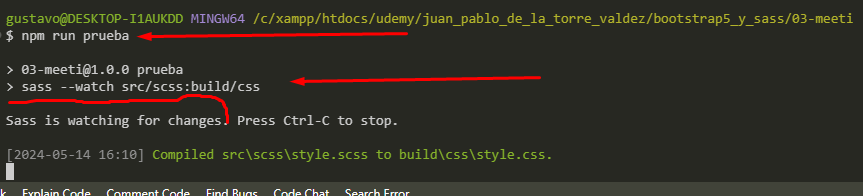 gustavo@DESKTOP-I1AUKDD MINGW64 /c/xampp/htdocs/udemy/juan_pablo_de_la_torre_valdez/bootstrap5_y_sass/03-meeti
$ npm run prueba
> 03-meeti@1.0.0 prueba
> sass --watch src/scss:build/css
Sass is watching for changes. Press Ctrl-C to stop.
[2024-05-14 16:10] Compiled src\scss\style.scss to build\css\style.css.
k Explain Code Comment Code Find Bugs Code Chat Search Error